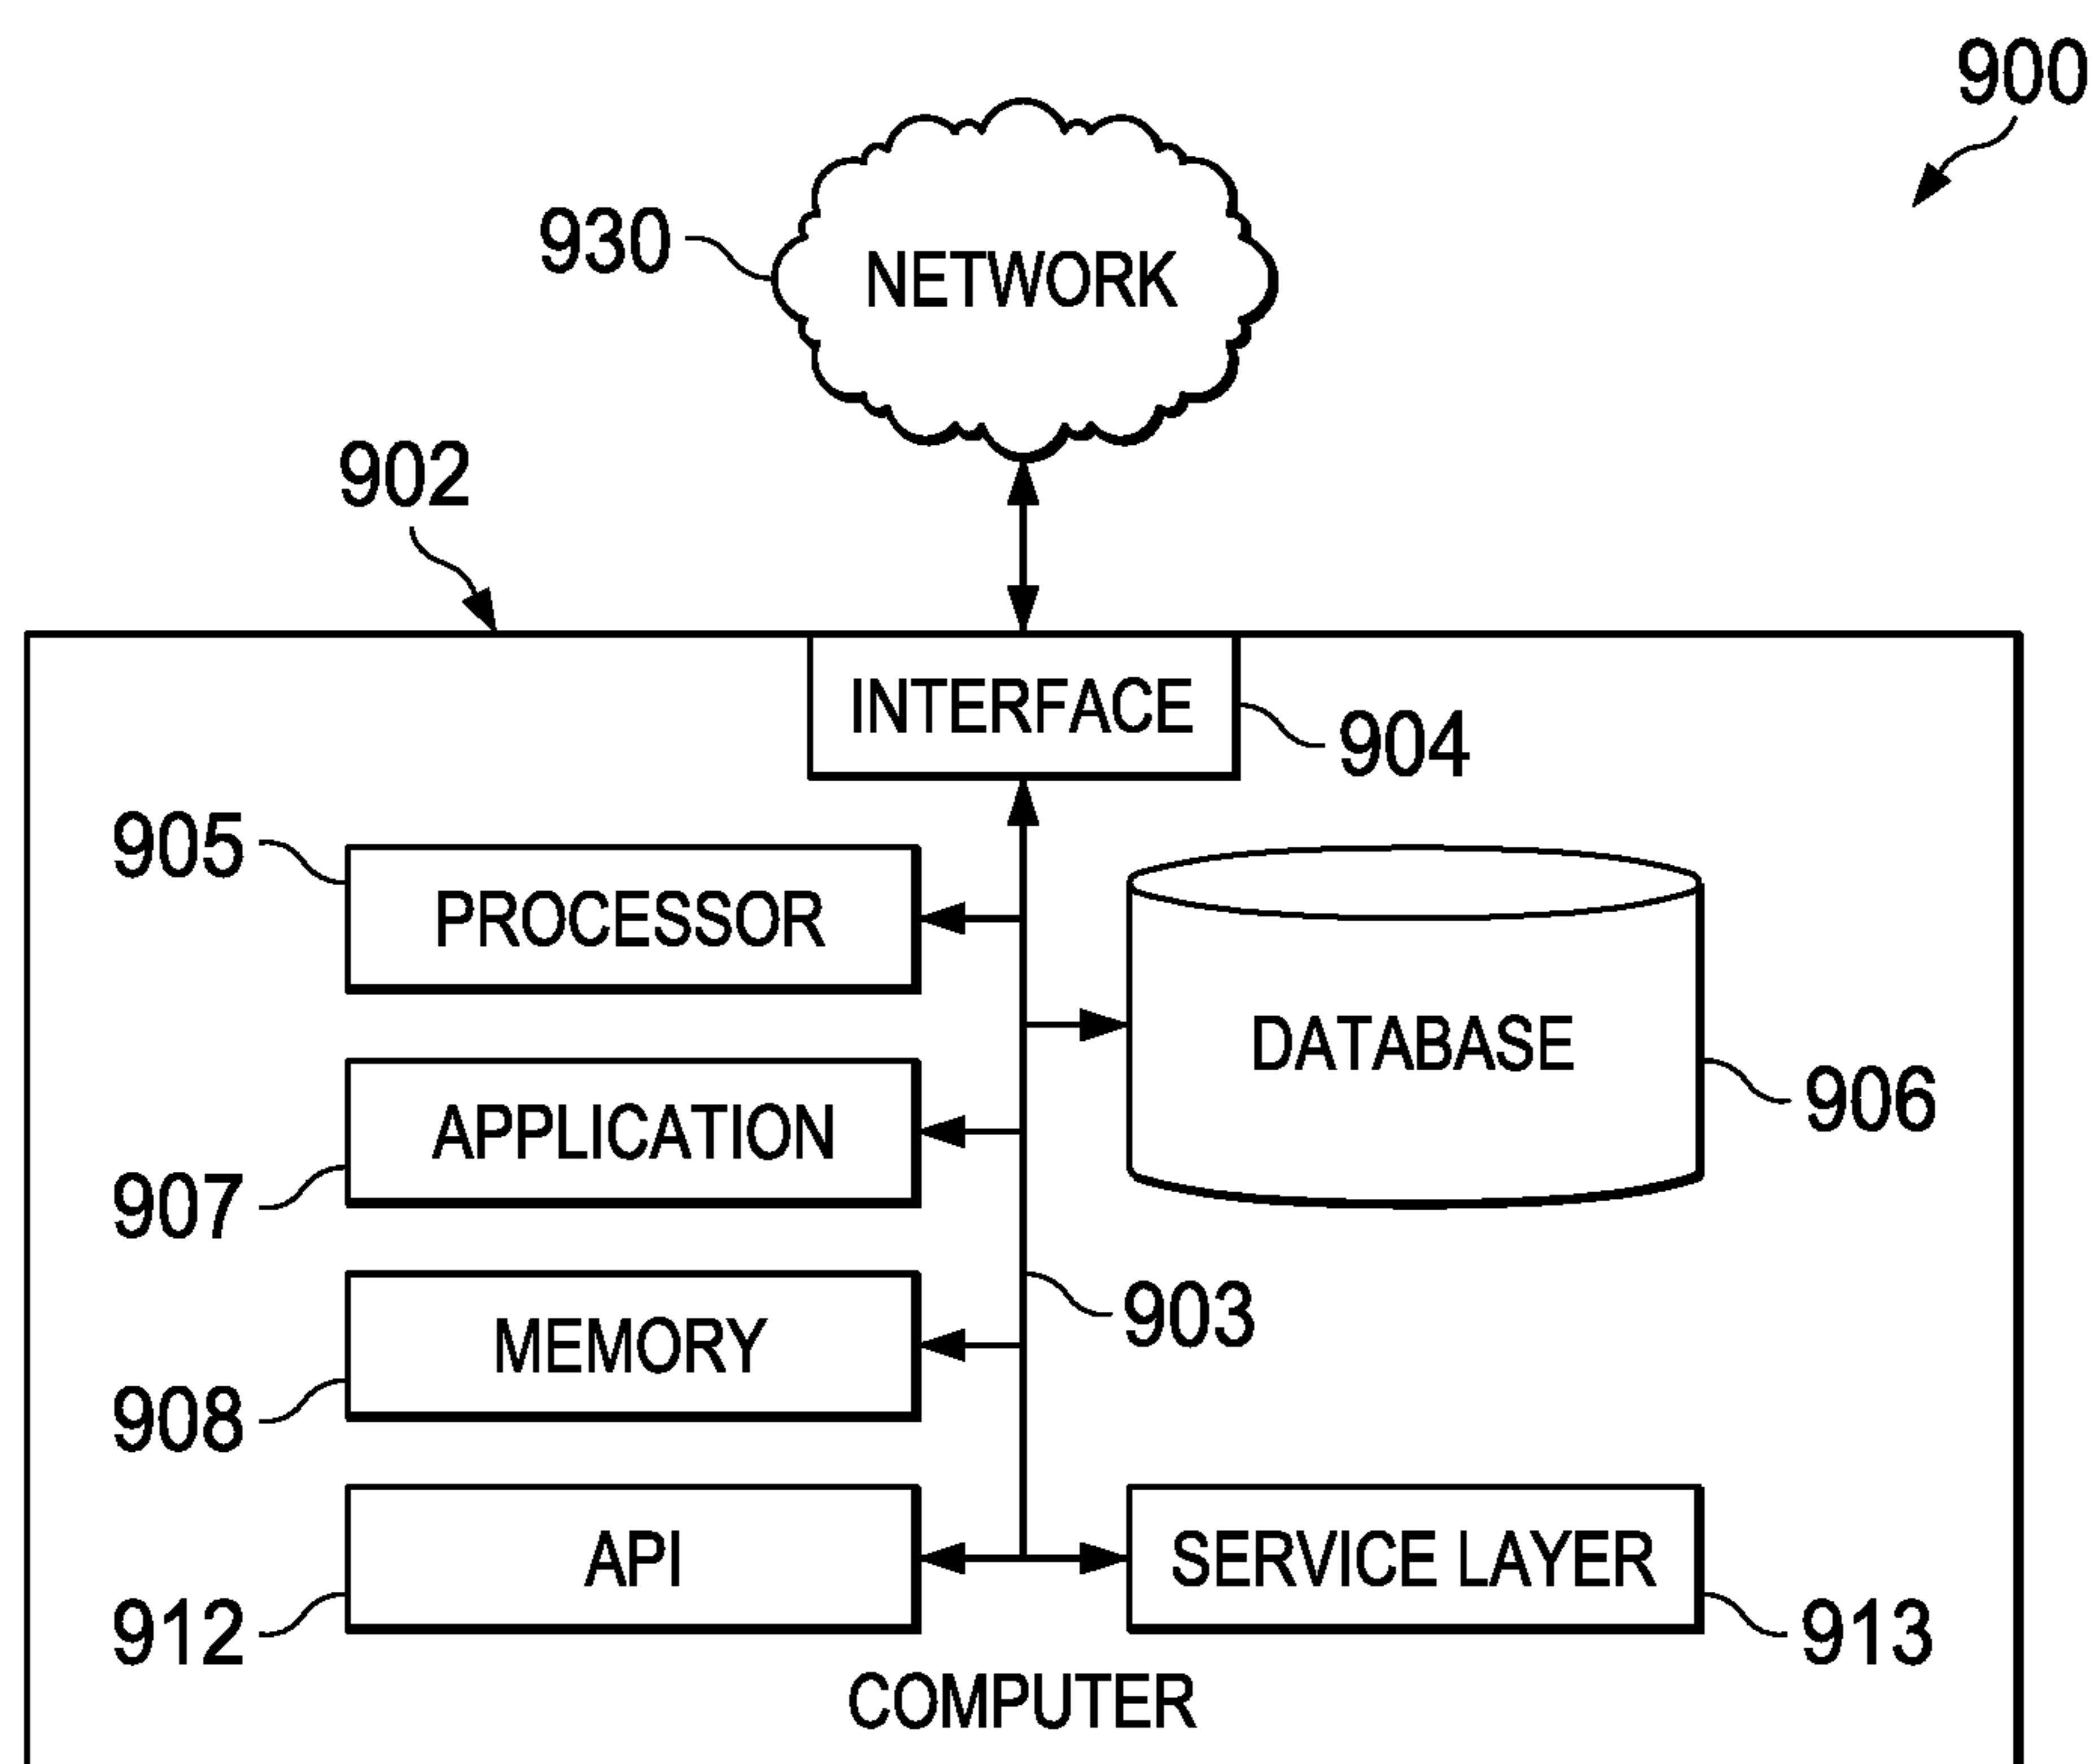 900
930
NETWORK
902
INTERFACE
904
905
PROCESSOR
DATABASE
906
APPLICATION
907
903
MEMORY
908
API
SERVICE LAYER
912
913
COMPUTER